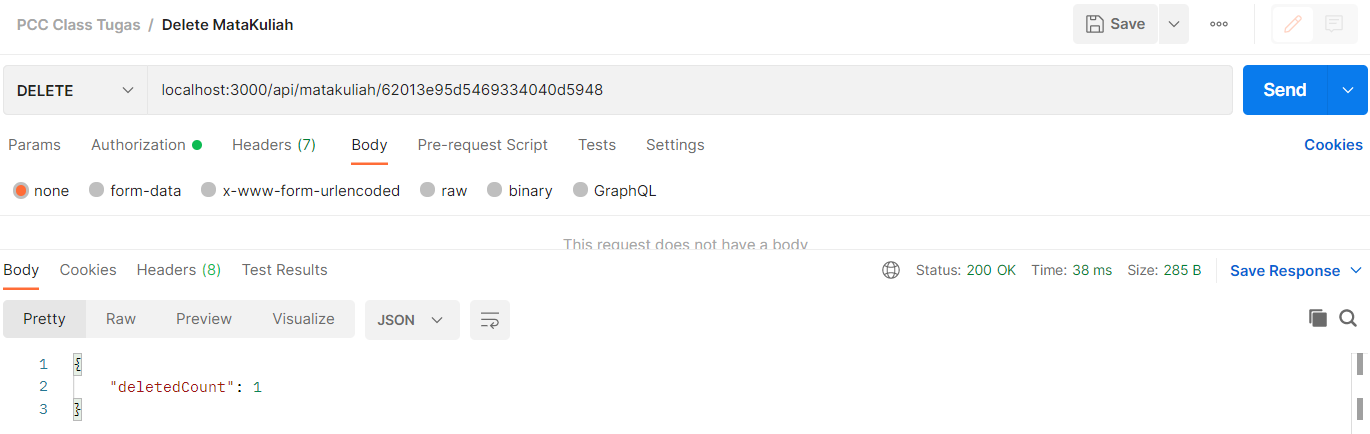 PCC Class Tugas / Delete MataKuliah
Save
DELETE
localhost:3000/api/matakuliah/62013e95d5469334040d5948
Send
Params Authorization Headers (7) Body Pre-request Script Tests Settings Cookies
none form-data x-www-form-urlencoded raw binary GraphQL
This request does not have a body
Body Cookies Headers (8) Test Results Status: 200 OK Time: 38 ms Size: 285 B Save Response
Pretty Raw Preview Visualize JSON
1 {
2 "deletedCount": 1
3 }